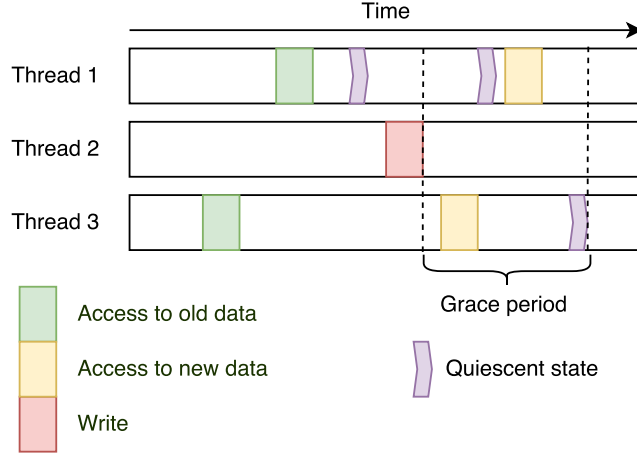 Time
Thread 1
Thread 2
Thread 3
Grace period
Access to old data
Access to new data
Quiescent state
Write